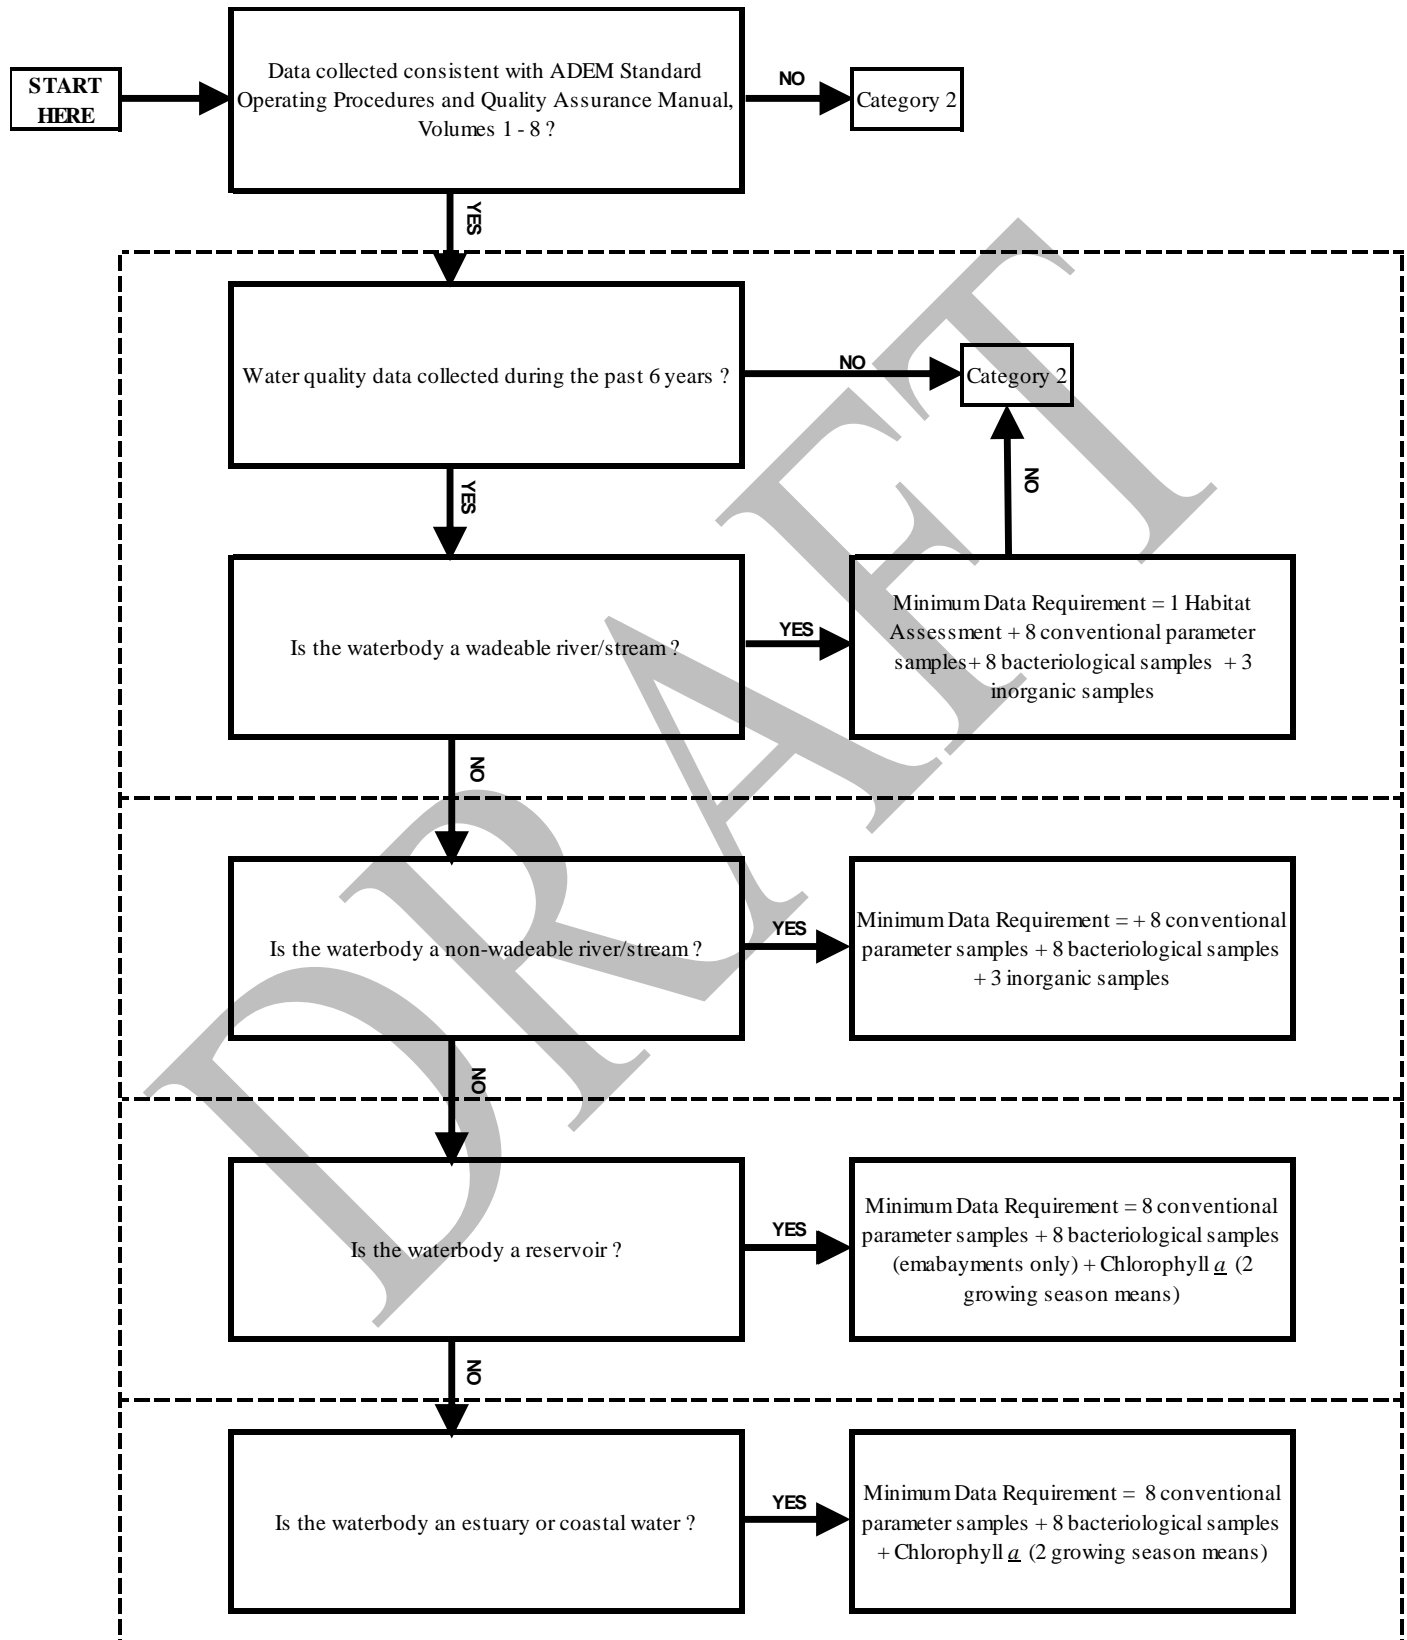 START
HERE
Data collected consistent with ADEM Standard
Operating Procedures and Quality Assurance Manual,
Volumes 1 - 8 ?
NO
Category 2
YES
Water quality data collected during the past 6 years ?
NO
Category 2
YES
NO
Is the waterbody a wadeable river/stream ?
YES
Minimum Data Requirement = 1 Habitat
Assessment + 8 conventional parameter
samples+ 8 bacteriological samples + 3
inorganic samples
NO
Is the waterbody a non-wadeable river/stream ?
YES
Minimum Data Requirement = + 8 conventional
parameter samples + 8 bacteriological samples
+ 3 inorganic samples
NO
Is the waterbody a reservoir ?
YES
Minimum Data Requirement = 8 conventional
parameter samples + 8 bacteriological samples
(emabayments only) + Chlorophyll a (2
growing season means)
NO
Is the waterbody an estuary or coastal water ?
YES
Minimum Data Requirement = 8 conventional
parameter samples + 8 bacteriological samples
+ Chlorophyll a (2 growing season means)
DRAFT